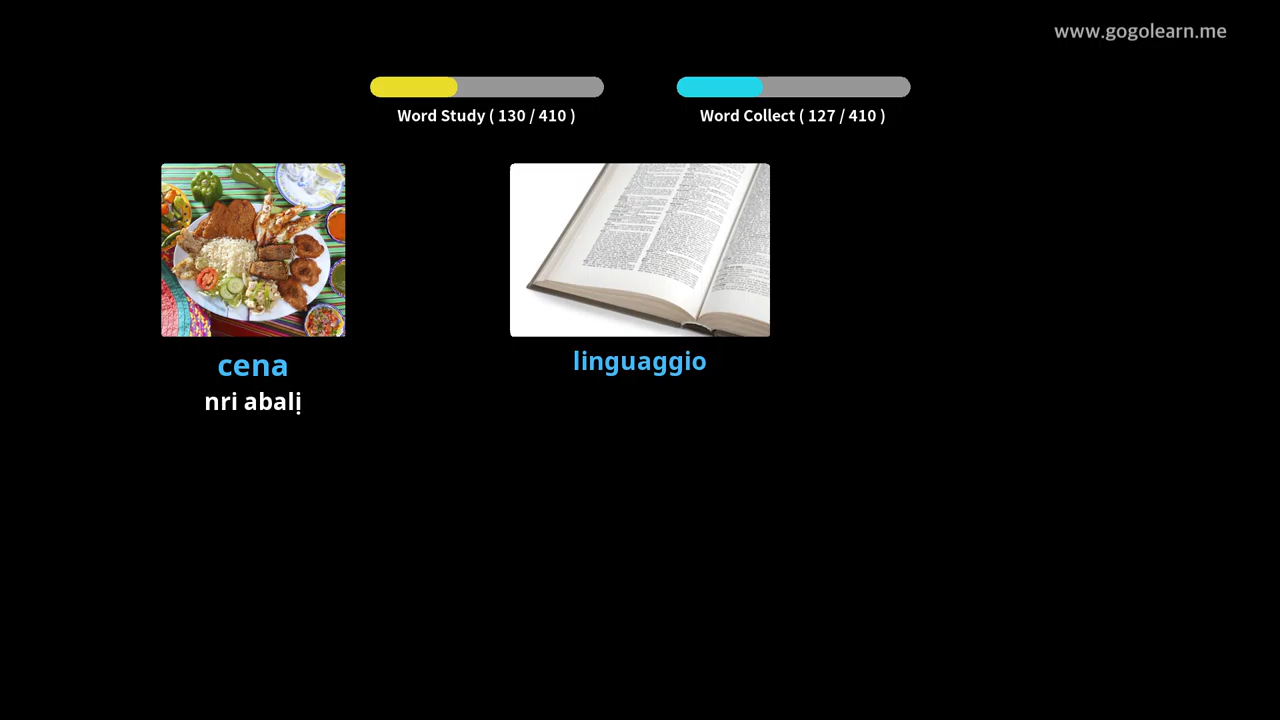 www.gogolearn.me
Word Study ( 130 / 410 )
Word Collect ( 127 / 410 )
cena
nri abalị
linguaggio